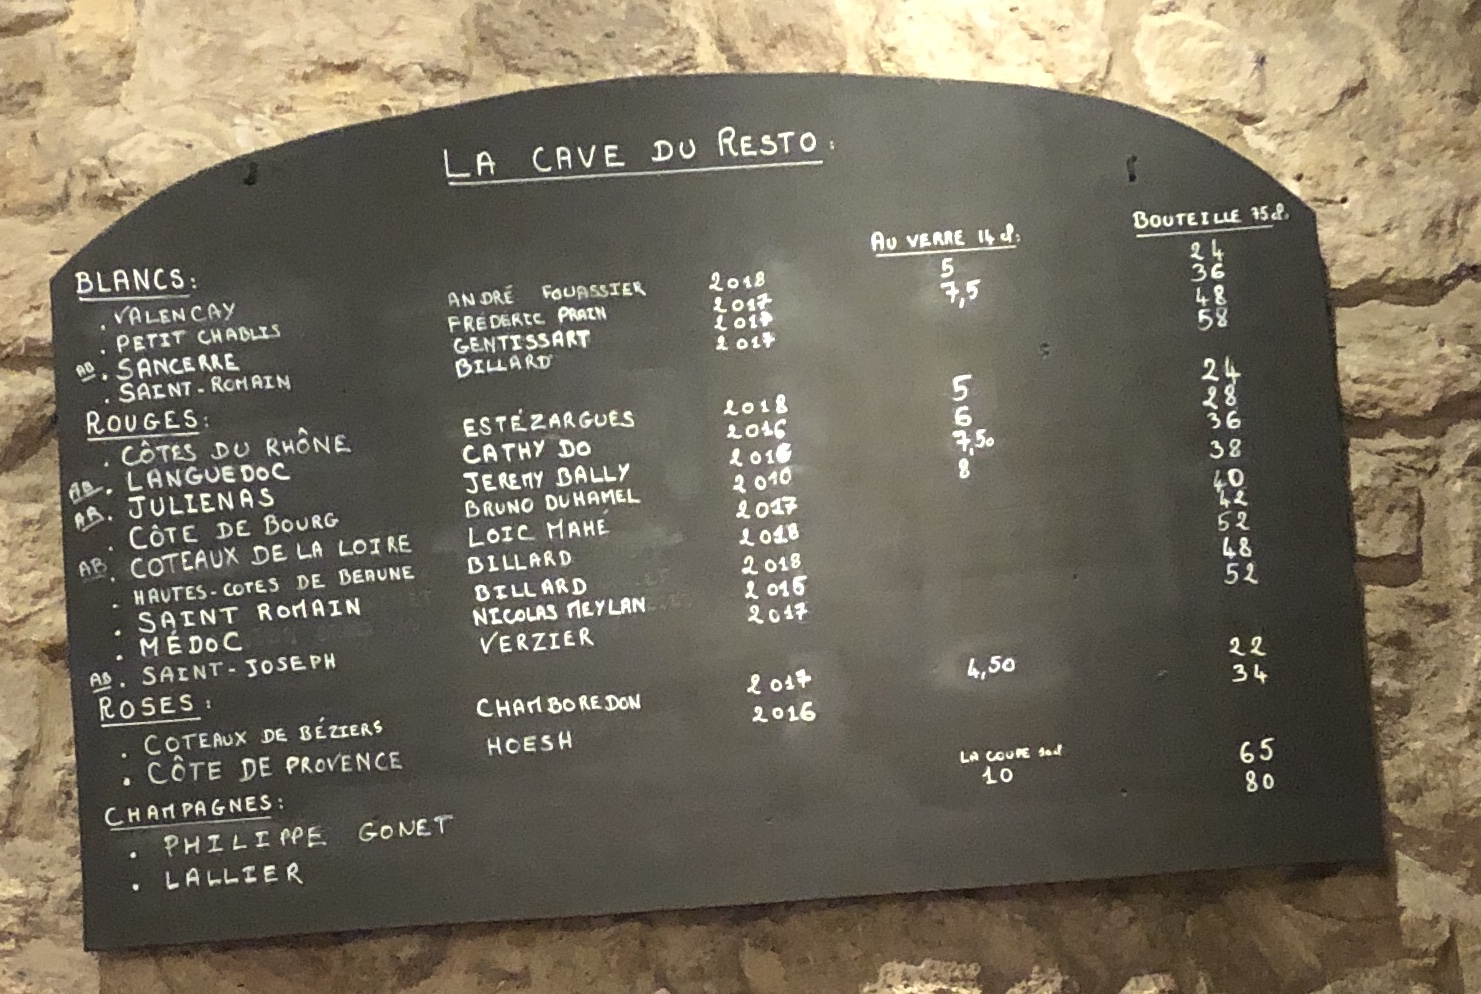 LA CAVE DU RESTO:
AU VERRE 14 cl: BOUTEILLE 75 cl.
BLANCS:
. VALENCAY ANDRÉ FOUASSIER 2018 5 24
. PETIT CHABLIS FRÉDÉRIC PRAIN 2017 7,5 36
AB . SANCERRE GENTISSART 2017 48
. SAINT-ROMAIN BILLARD 2017 58
ROUGES:
. CÔTES DU RHÔNE ESTÉZARGUES 2018 5 24
AB . LANGUEDOC CATHY DO 2016 6 28
AB . JULIENAS JEREMY BALLY 2016 7,50 36
. CÔTE DE BOURG BRUNO DUHAMEL 2010 8 38
AB . COTEAUX DE LA LOIRE LOIC MAHÉ 2017 40
. HAUTES-COTES DE BEAUNE BILLARD 2018 42
. SAINT ROMAIN BILLARD 2018 52
. MÉDOC NICOLAS MEYLAN 2015 48
AB . SAINT-JOSEPH VERZIER 2017 52
ROSES:
. COTEAUX DE BÉZIERS CHAMBOREDON 2017 4,50 22
. CÔTE DE PROVENCE HOESH 2016 34
CHAMPAGNES: LA COUPE
. PHILIPPE GONET 10 65
. LALLIER 80